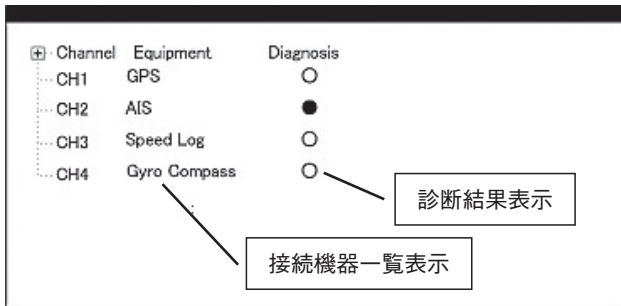 Channel Equipment Diagnosis
CH1 GPS ○
CH2 AIS ●
CH3 Speed Log ○
CH4 Gyro Compass ○
:
診断結果表示
接続機器一覧表示